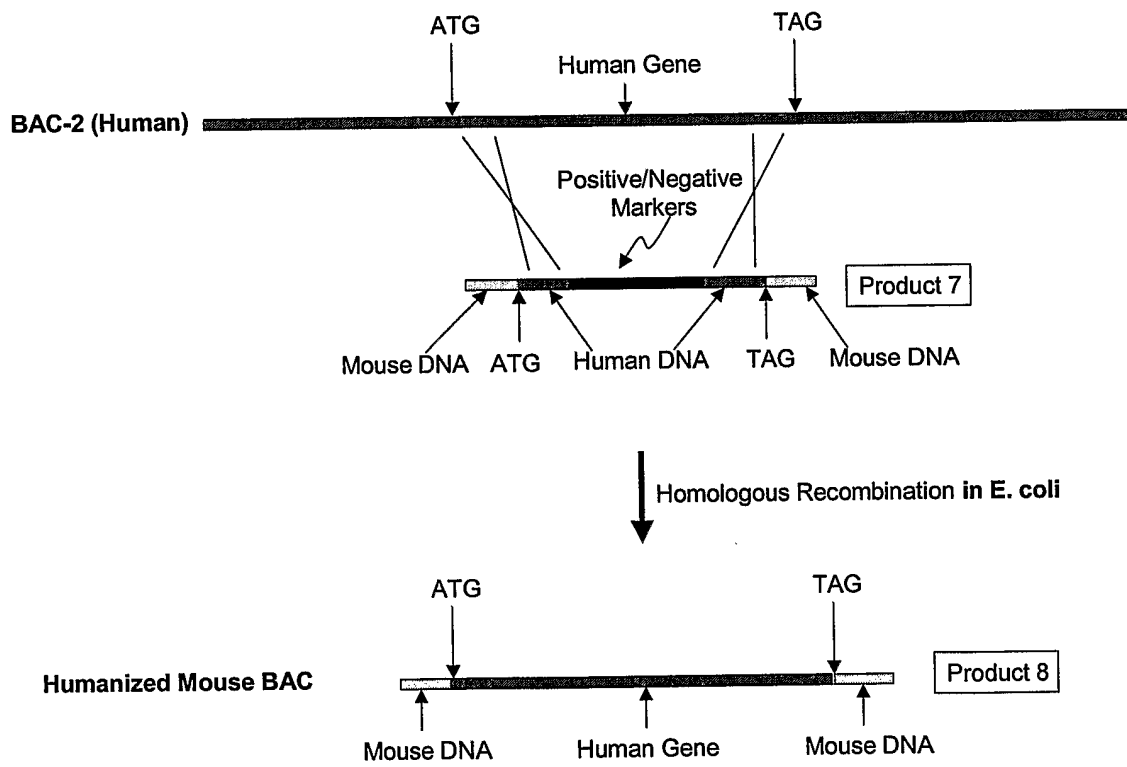 ATG
TAG
Human Gene
BAC-2 (Human)
Positive/Negative
Markers
Product 7
Mouse DNA
ATG
Human DNA
TAG
Mouse DNA
Homologous Recombination in E. coli
ATG
TAG
Humanized Mouse BAC
Product 8
Mouse DNA
Human Gene
Mouse DNA